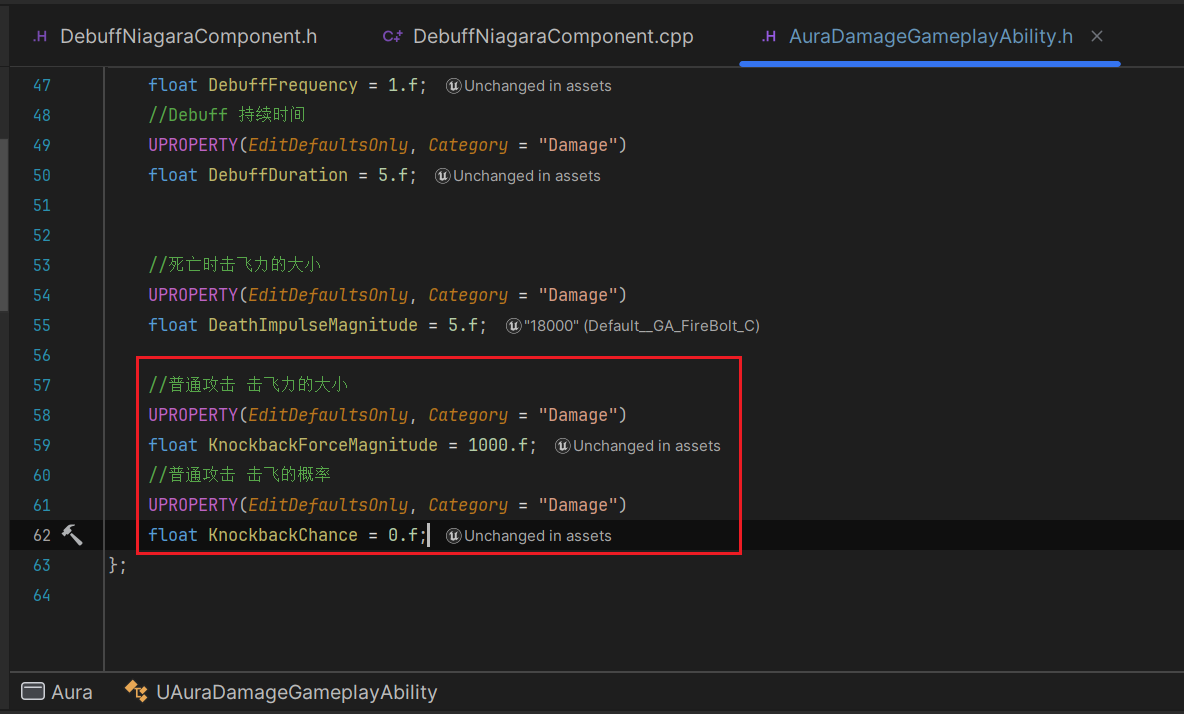 .H DebuffNiagaraComponent.h C++ DebuffNiagaraComponent.cpp .H AuraDamageGameplayAbility.h ×
47 float DebuffFrequency = 1.f; Unchanged in assets
48 //Debuff 持续时间
49 UPROPERTY(EditDefaultsOnly, Category = "Damage")
50 float DebuffDuration = 5.f; Unchanged in assets
51
52
53 //死亡时击飞力的大小
54 UPROPERTY(EditDefaultsOnly, Category = "Damage")
55 float DeathImpulseMagnitude = 5.f; "18000" (Default__GA_FireBolt_C)
56
57 //普通攻击 击飞力的大小
58 UPROPERTY(EditDefaultsOnly, Category = "Damage")
59 float KnockbackForceMagnitude = 1000.f; Unchanged in assets
60 //普通攻击 击飞的概率
61 UPROPERTY(EditDefaultsOnly, Category = "Damage")
62 float KnockbackChance = 0.f; Unchanged in assets
63 };
64
Aura UAuraDamageGameplayAbility